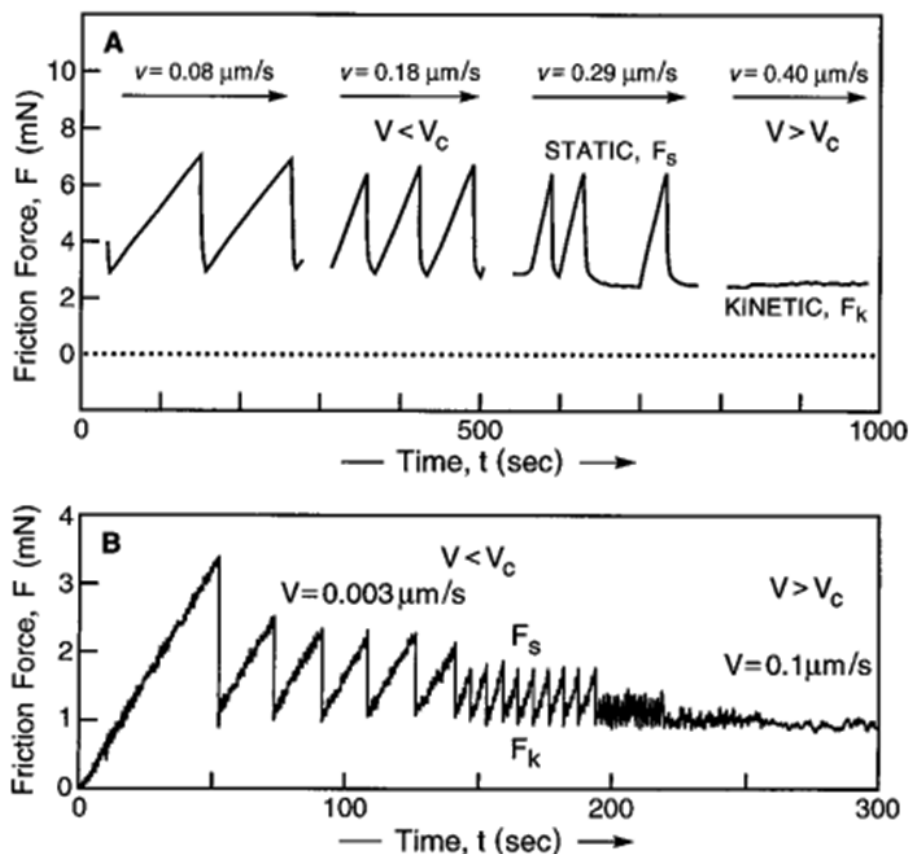 A
v = 0.08 μm/s
v = 0.18 μm/s
v = 0.29 μm/s
v = 0.40 μm/s
V < Vc
V > Vc
STATIC, Fs
KINETIC, Fk
Friction Force, F (mN)
10
8
6
4
2
0
0
500
1000
Time, t (sec)
B
V < Vc
V > Vc
V = 0.003 μm/s
V = 0.1 μm/s
Fs
Fk
Friction Force, F (mN)
4
3
2
1
0
0
100
200
300
Time, t (sec)